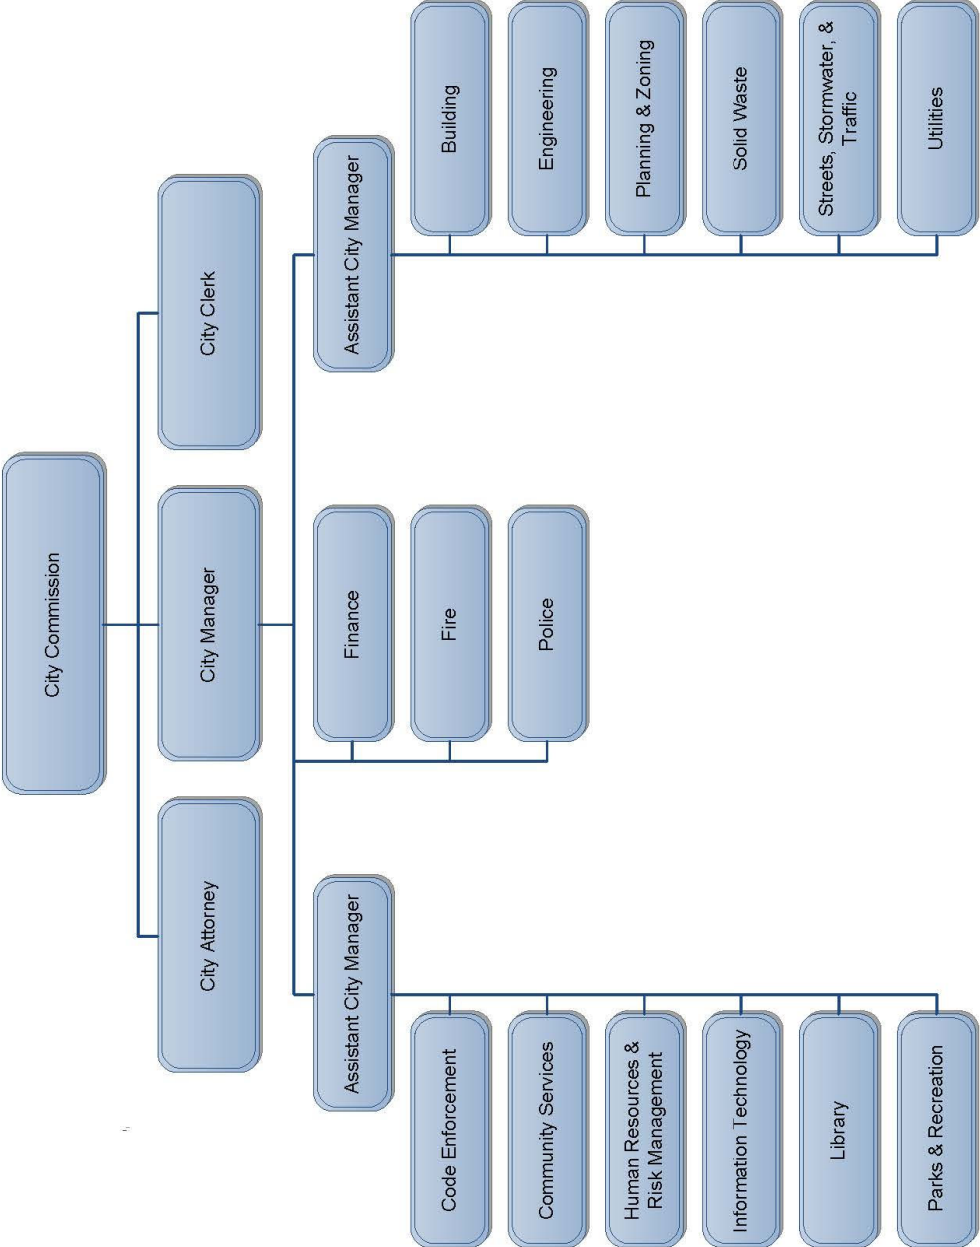 City Commission
City Attorney
City Manager
City Clerk
Assistant City Manager
Code Enforcement
Community Services
Human Resources &
Risk Management
Information Technology
Library
Parks & Recreation
Finance
Fire
Police
Assistant City Manager
Building
Engineering
Planning & Zoning
Solid Waste
Streets, Stormwater, &
Traffic
Utilities